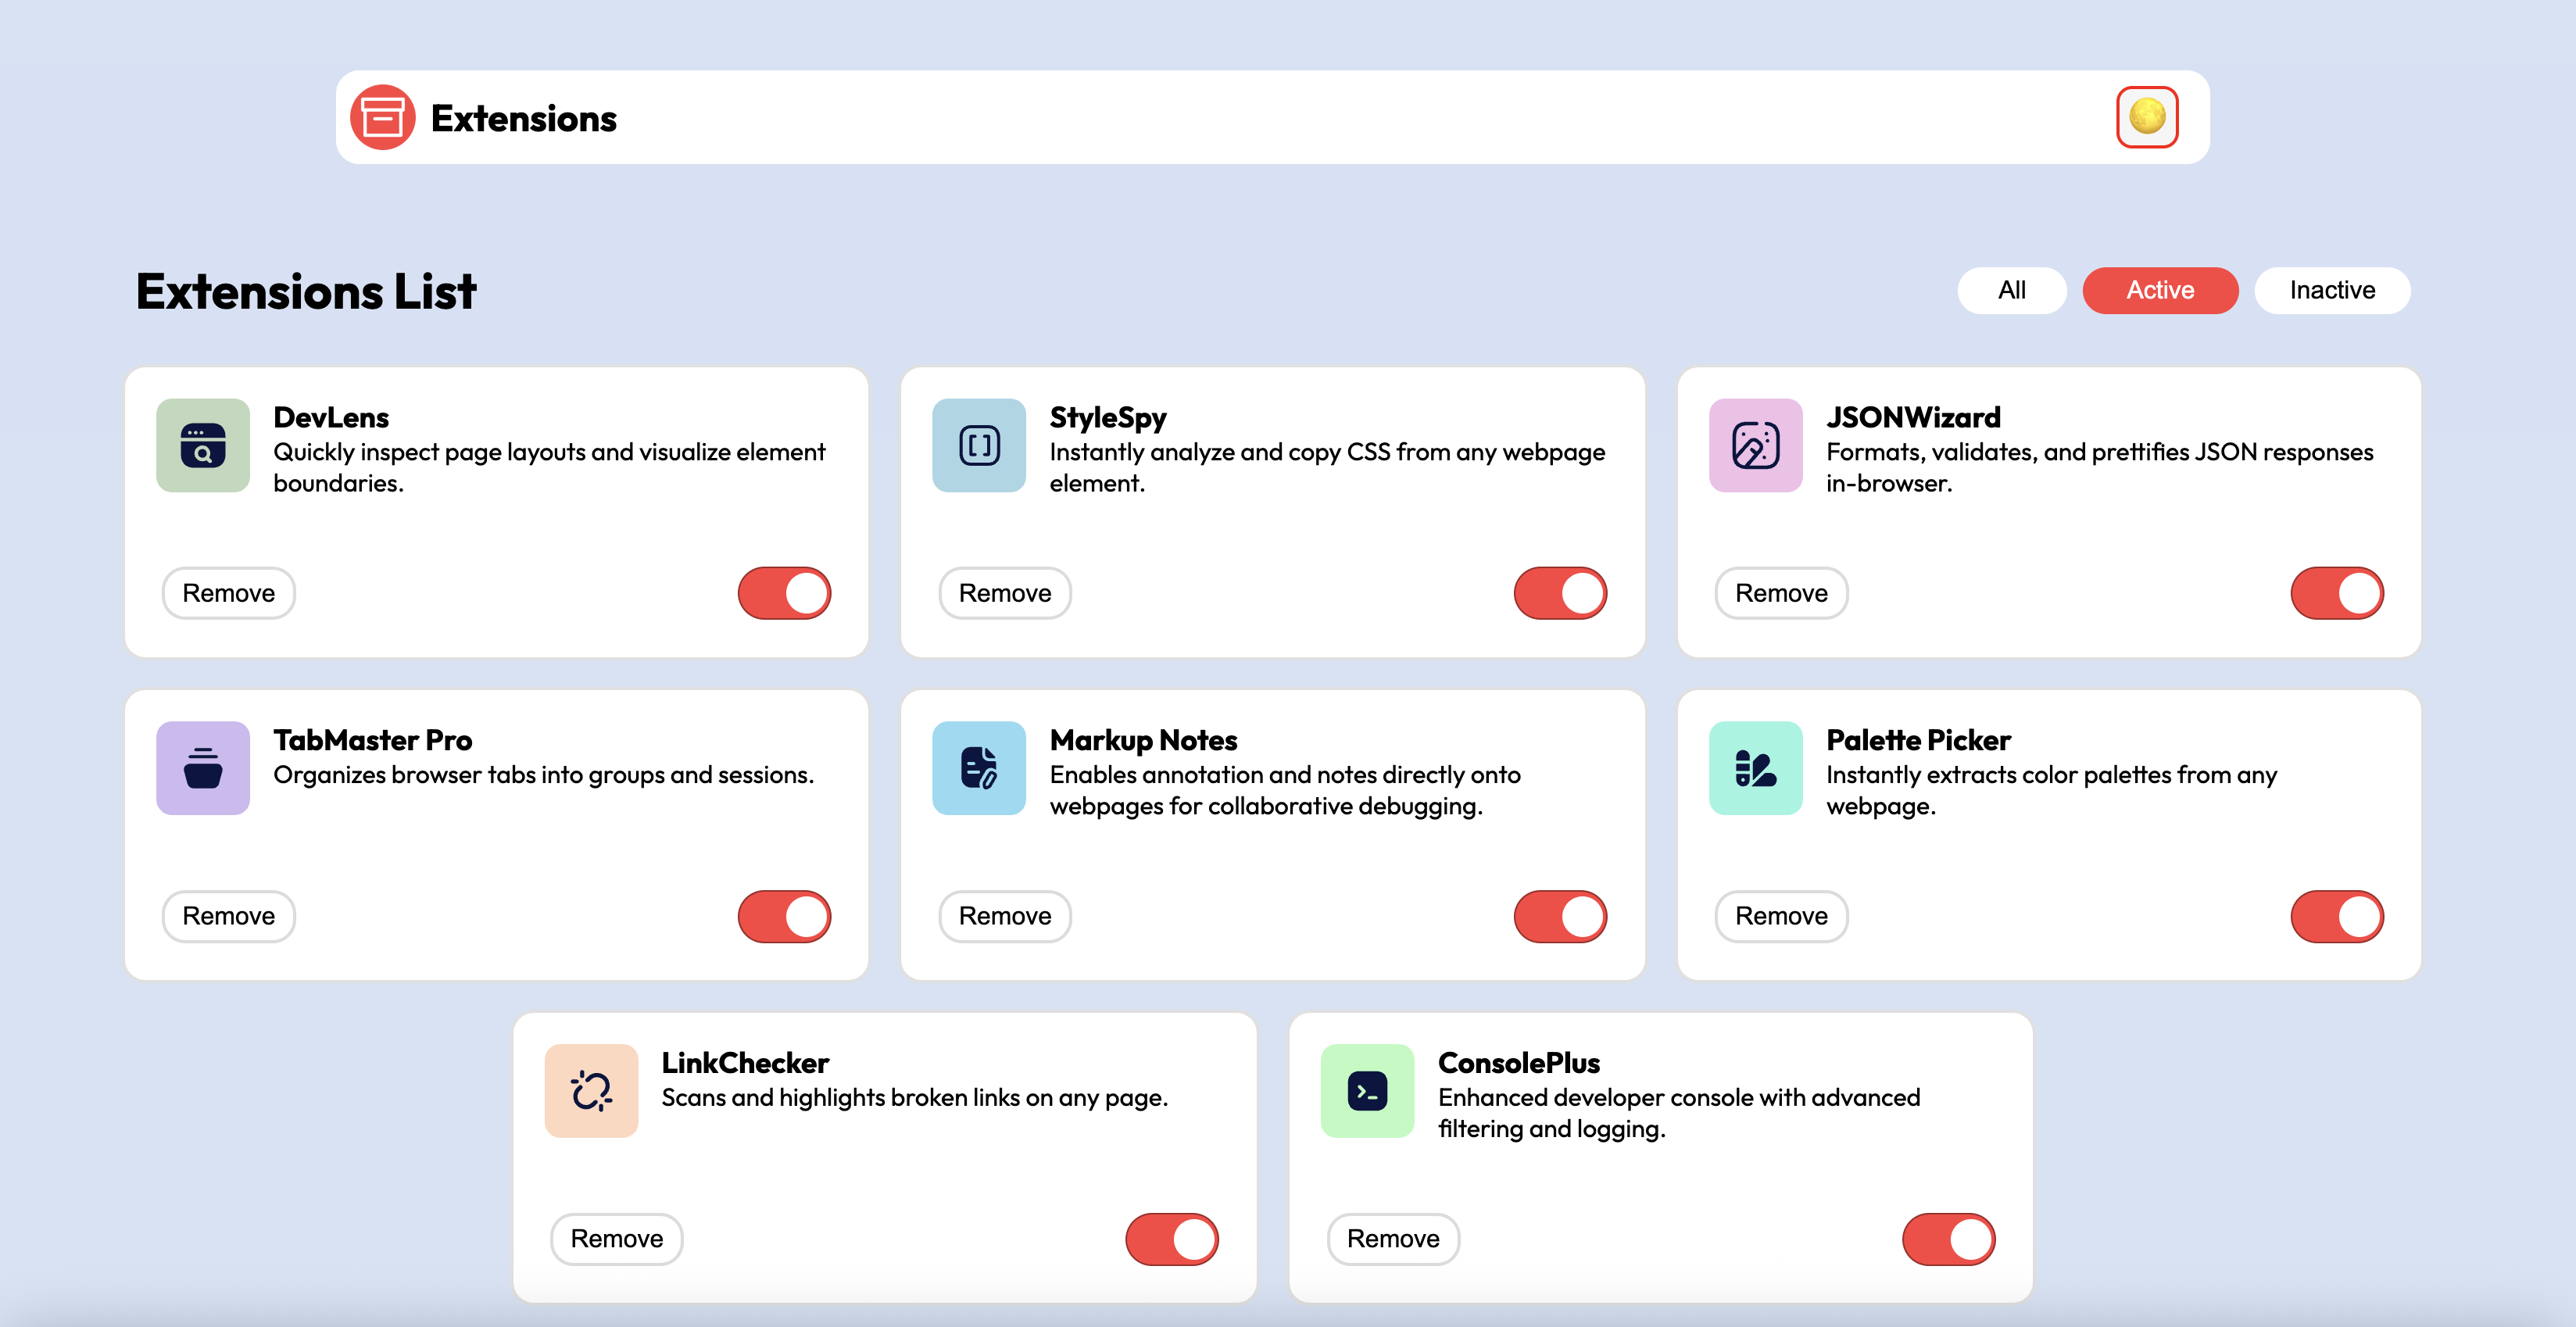 Extensions
Extensions List
All
Active
Inactive
DevLens
Quickly inspect page layouts and visualize element
boundaries.
Remove
StyleSpy
Instantly analyze and copy CSS from any webpage
element.
Remove
JSONWizard
Formats, validates, and prettifies JSON responses
in-browser.
Remove
TabMaster Pro
Organizes browser tabs into groups and sessions.
Remove
Markup Notes
Enables annotation and notes directly onto
webpages for collaborative debugging.
Remove
Palette Picker
Instantly extracts color palettes from any
webpage.
Remove
LinkChecker
Scans and highlights broken links on any page.
Remove
ConsolePlus
Enhanced developer console with advanced
filtering and logging.
Remove